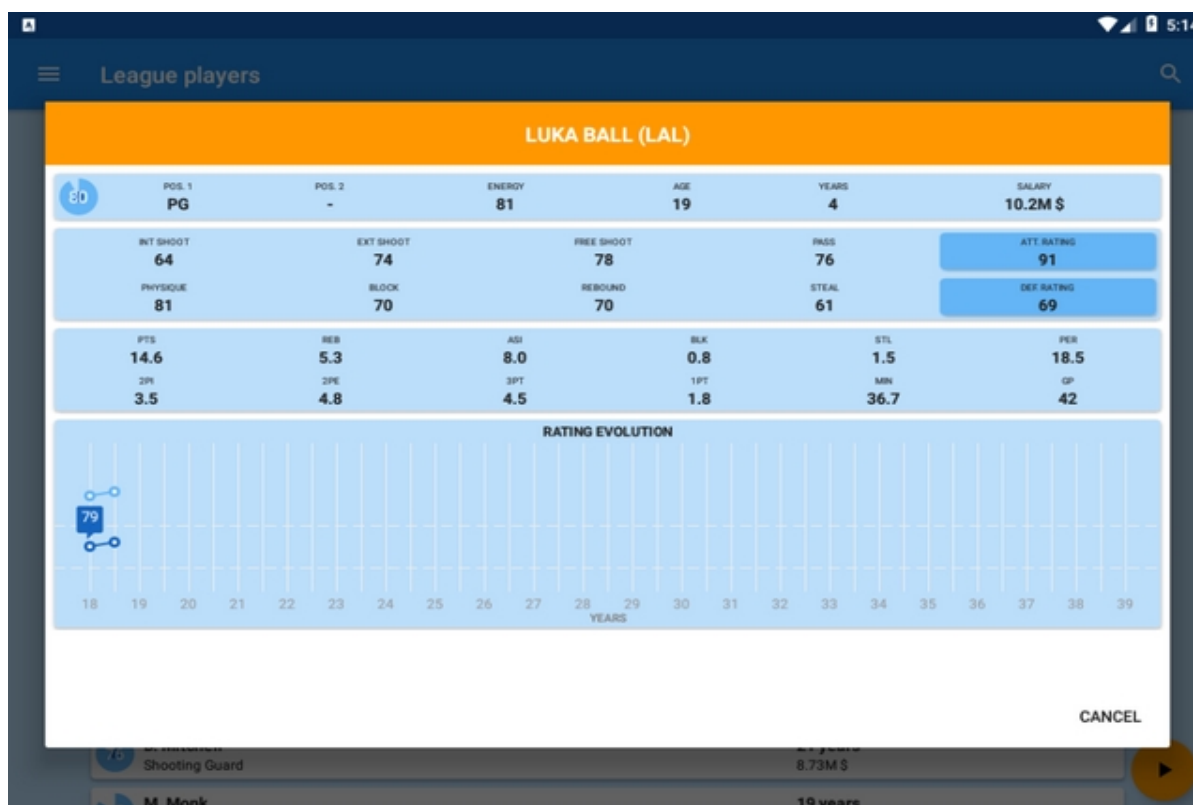 5:14
League players
LUKA BALL (LAL)
80
POS. 1 POS. 2 ENERGY AGE YEARS SALARY
PG - 81 19 4 10.2M $
INT SHOOT EXT SHOOT FREE SHOOT PASS ATT. RATING
64 74 78 76 91
PHYSIQUE BLOCK REBOUND STEAL DEF. RATING
81 70 70 61 69
PTS REB ASI BLK STL PER
14.6 5.3 8.0 0.8 1.5 18.5
2PI 2PE 3PT 1PT MIN GP
3.5 4.8 4.5 1.8 36.7 42
RATING EVOLUTION
79
18 19 20 21 22 23 24 25 26 27 28 29 30 31 32 33 34 35 36 37 38 39
YEARS
CANCEL
Shooting Guard 8.73M $
M. Monk 19 years